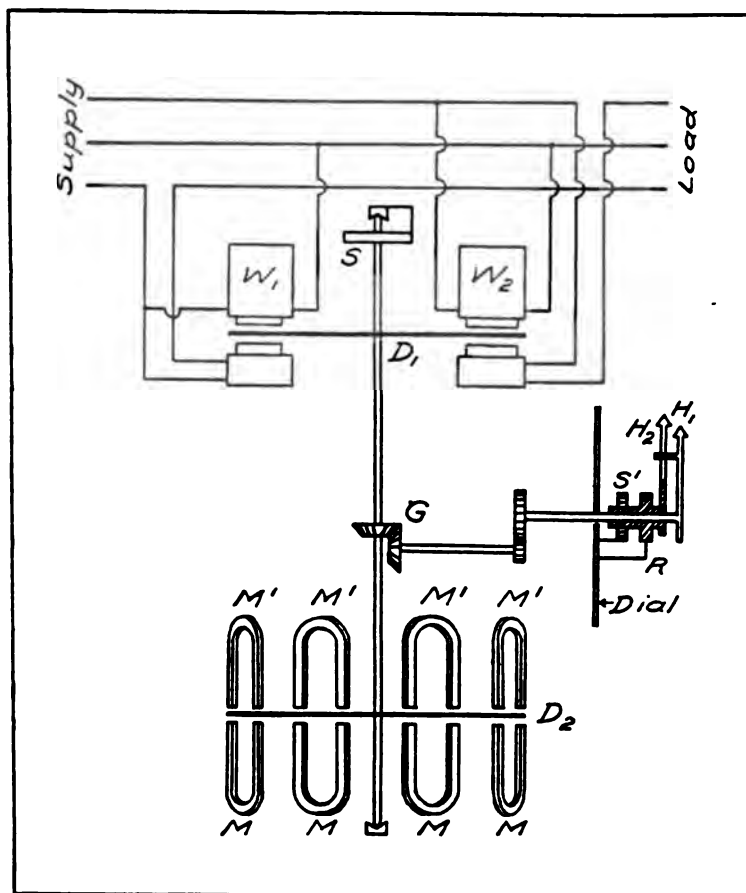 Supply
Load
S
W₁
W₂
D₁
H₂
H₁
S'
G
R
Dial
M' M' M' M'
D₂
M M M M